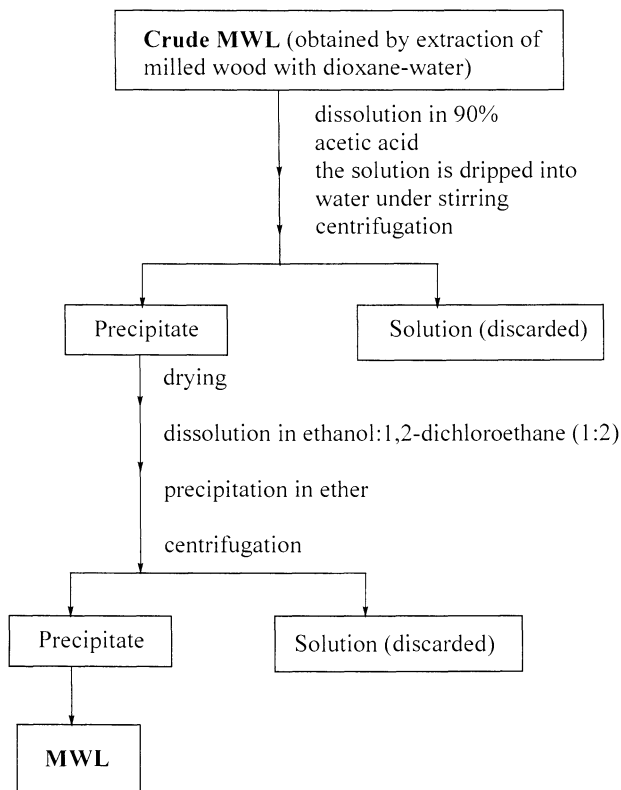 Crude MWL (obtained by extraction of
milled wood with dioxane-water)
dissolution in 90%
acetic acid
the solution is dripped into
water under stirring
centrifugation
Precipitate
Solution (discarded)
drying
dissolution in ethanol:1,2-dichloroethane (1:2)
precipitation in ether
centrifugation
Precipitate
Solution (discarded)
MWL